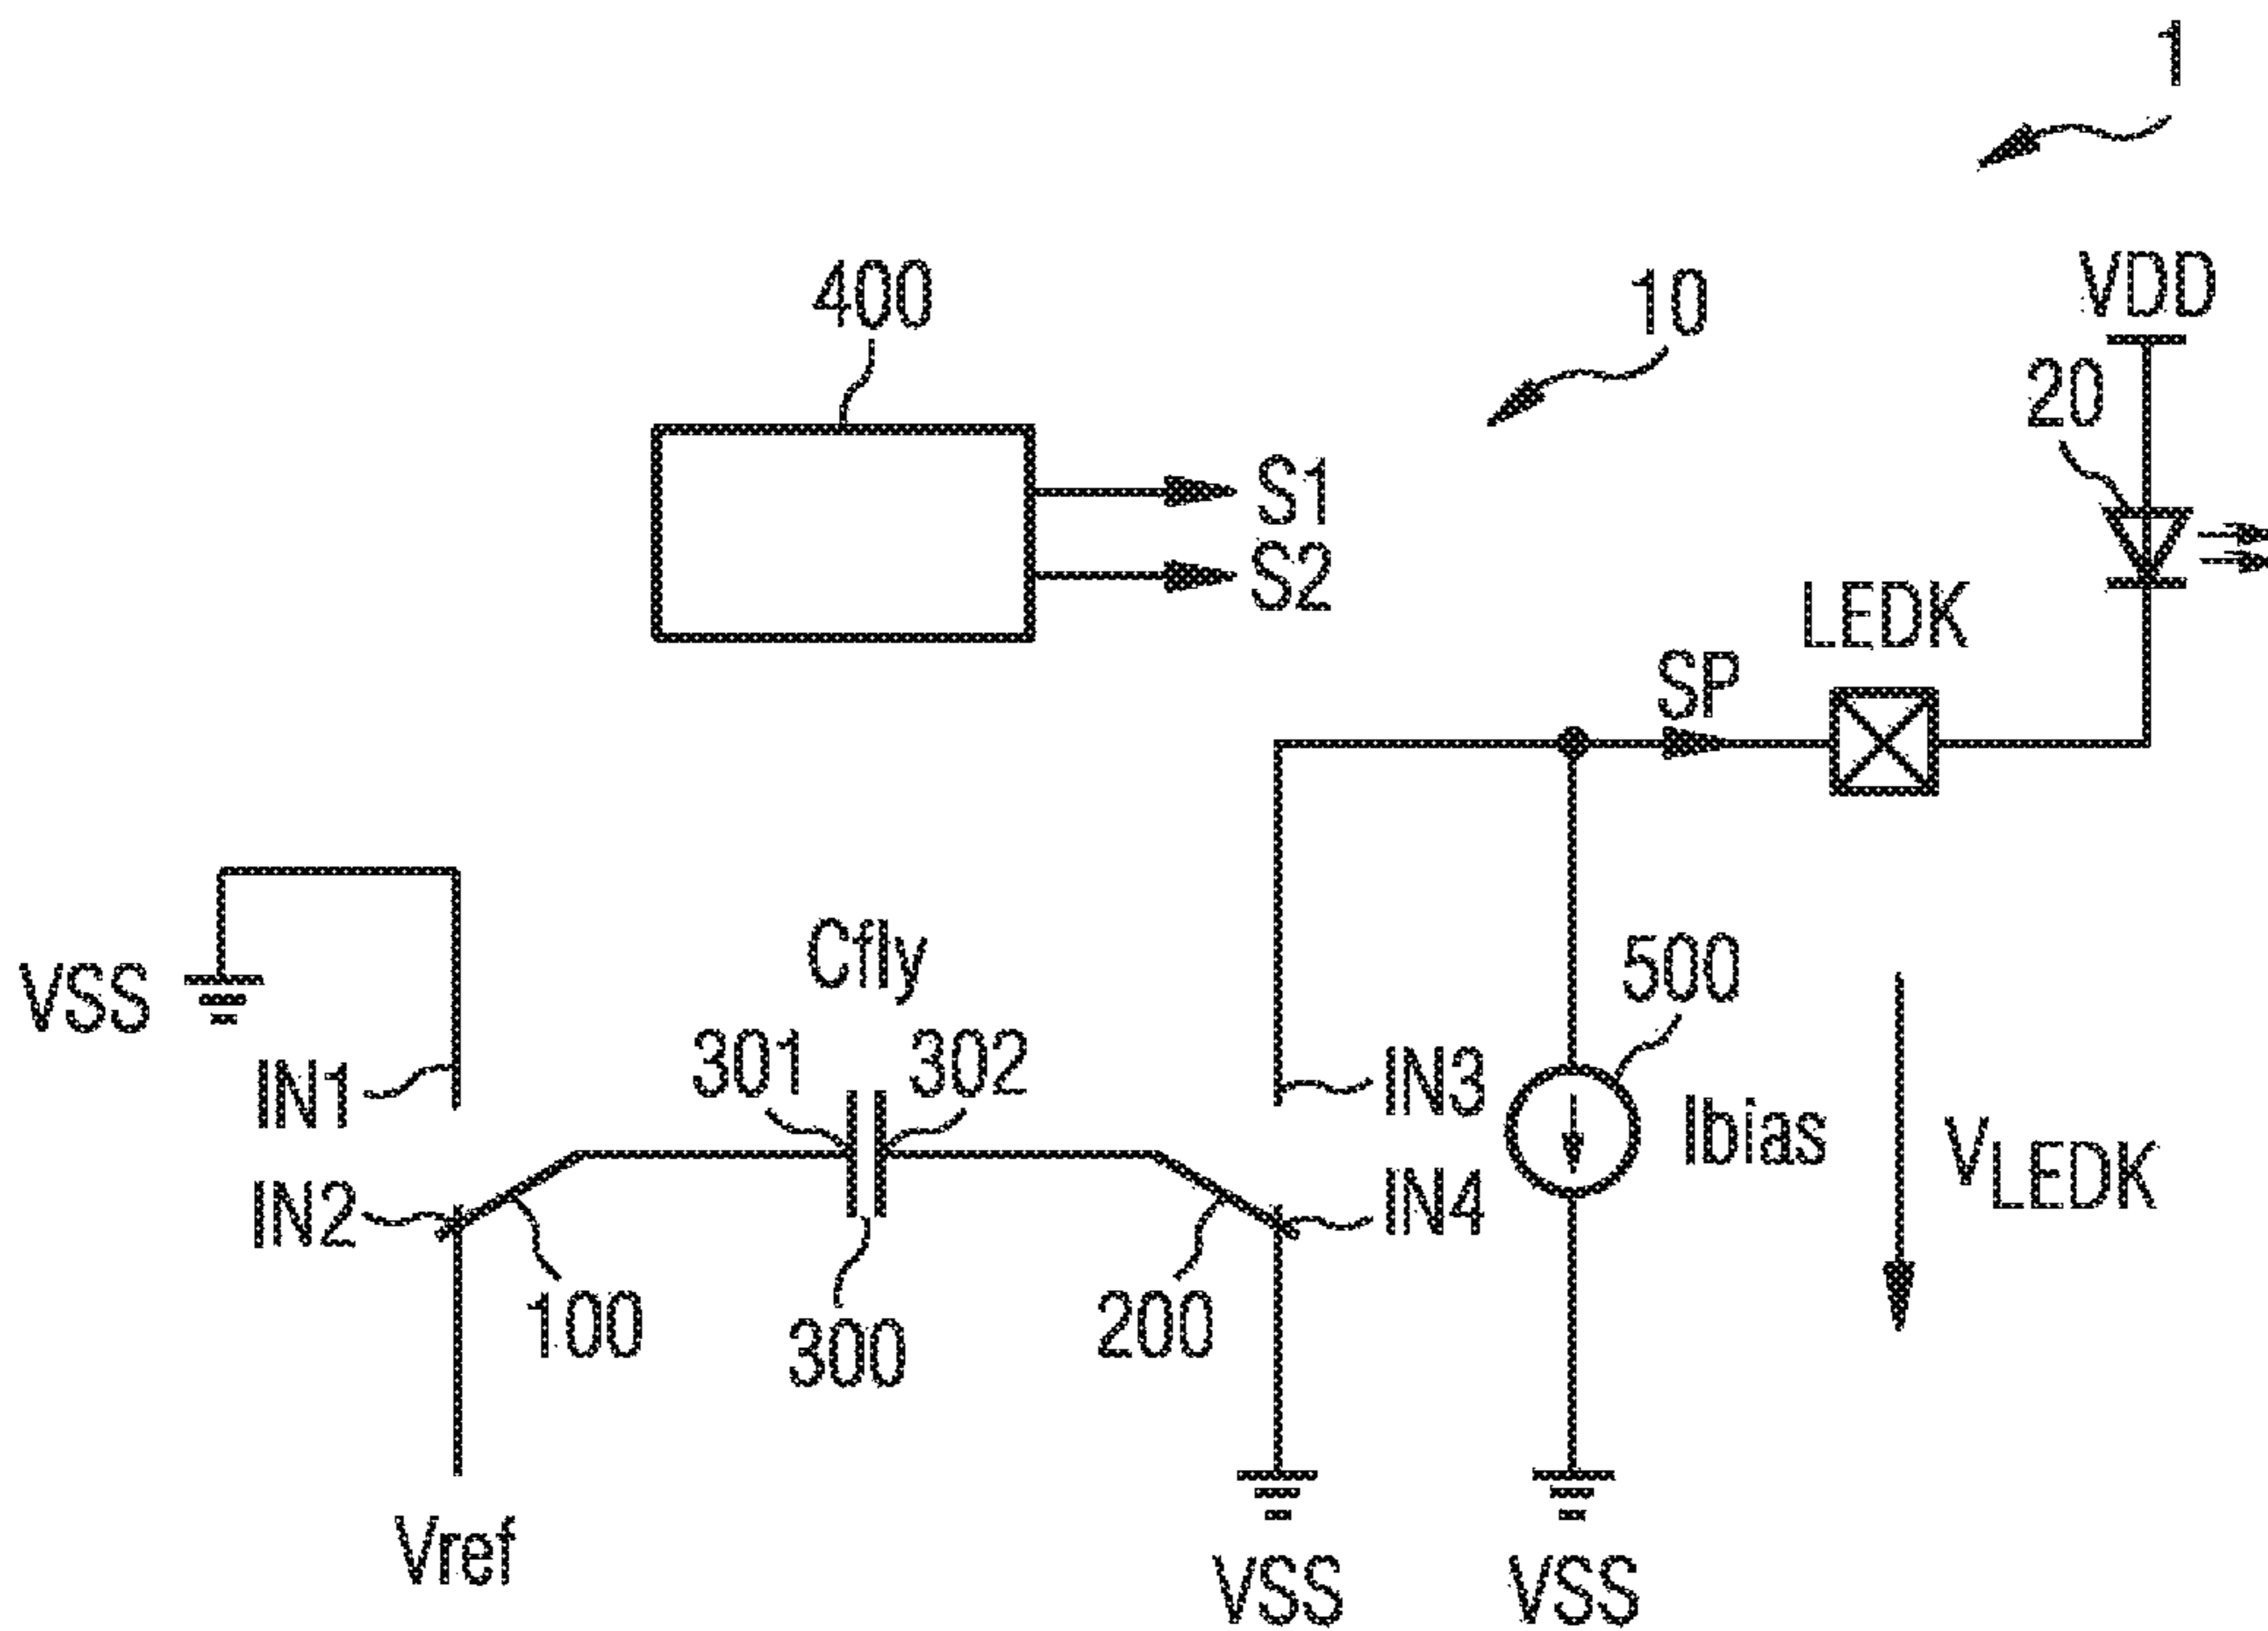 1
VDD
400
10
20
S1
S2
LEDK
SP
Cfly
VSS
500
301
302
IN1
IN3
Ibias
VLEDK
IN2
IN4
100
300
200
Vref
VSS
VSS